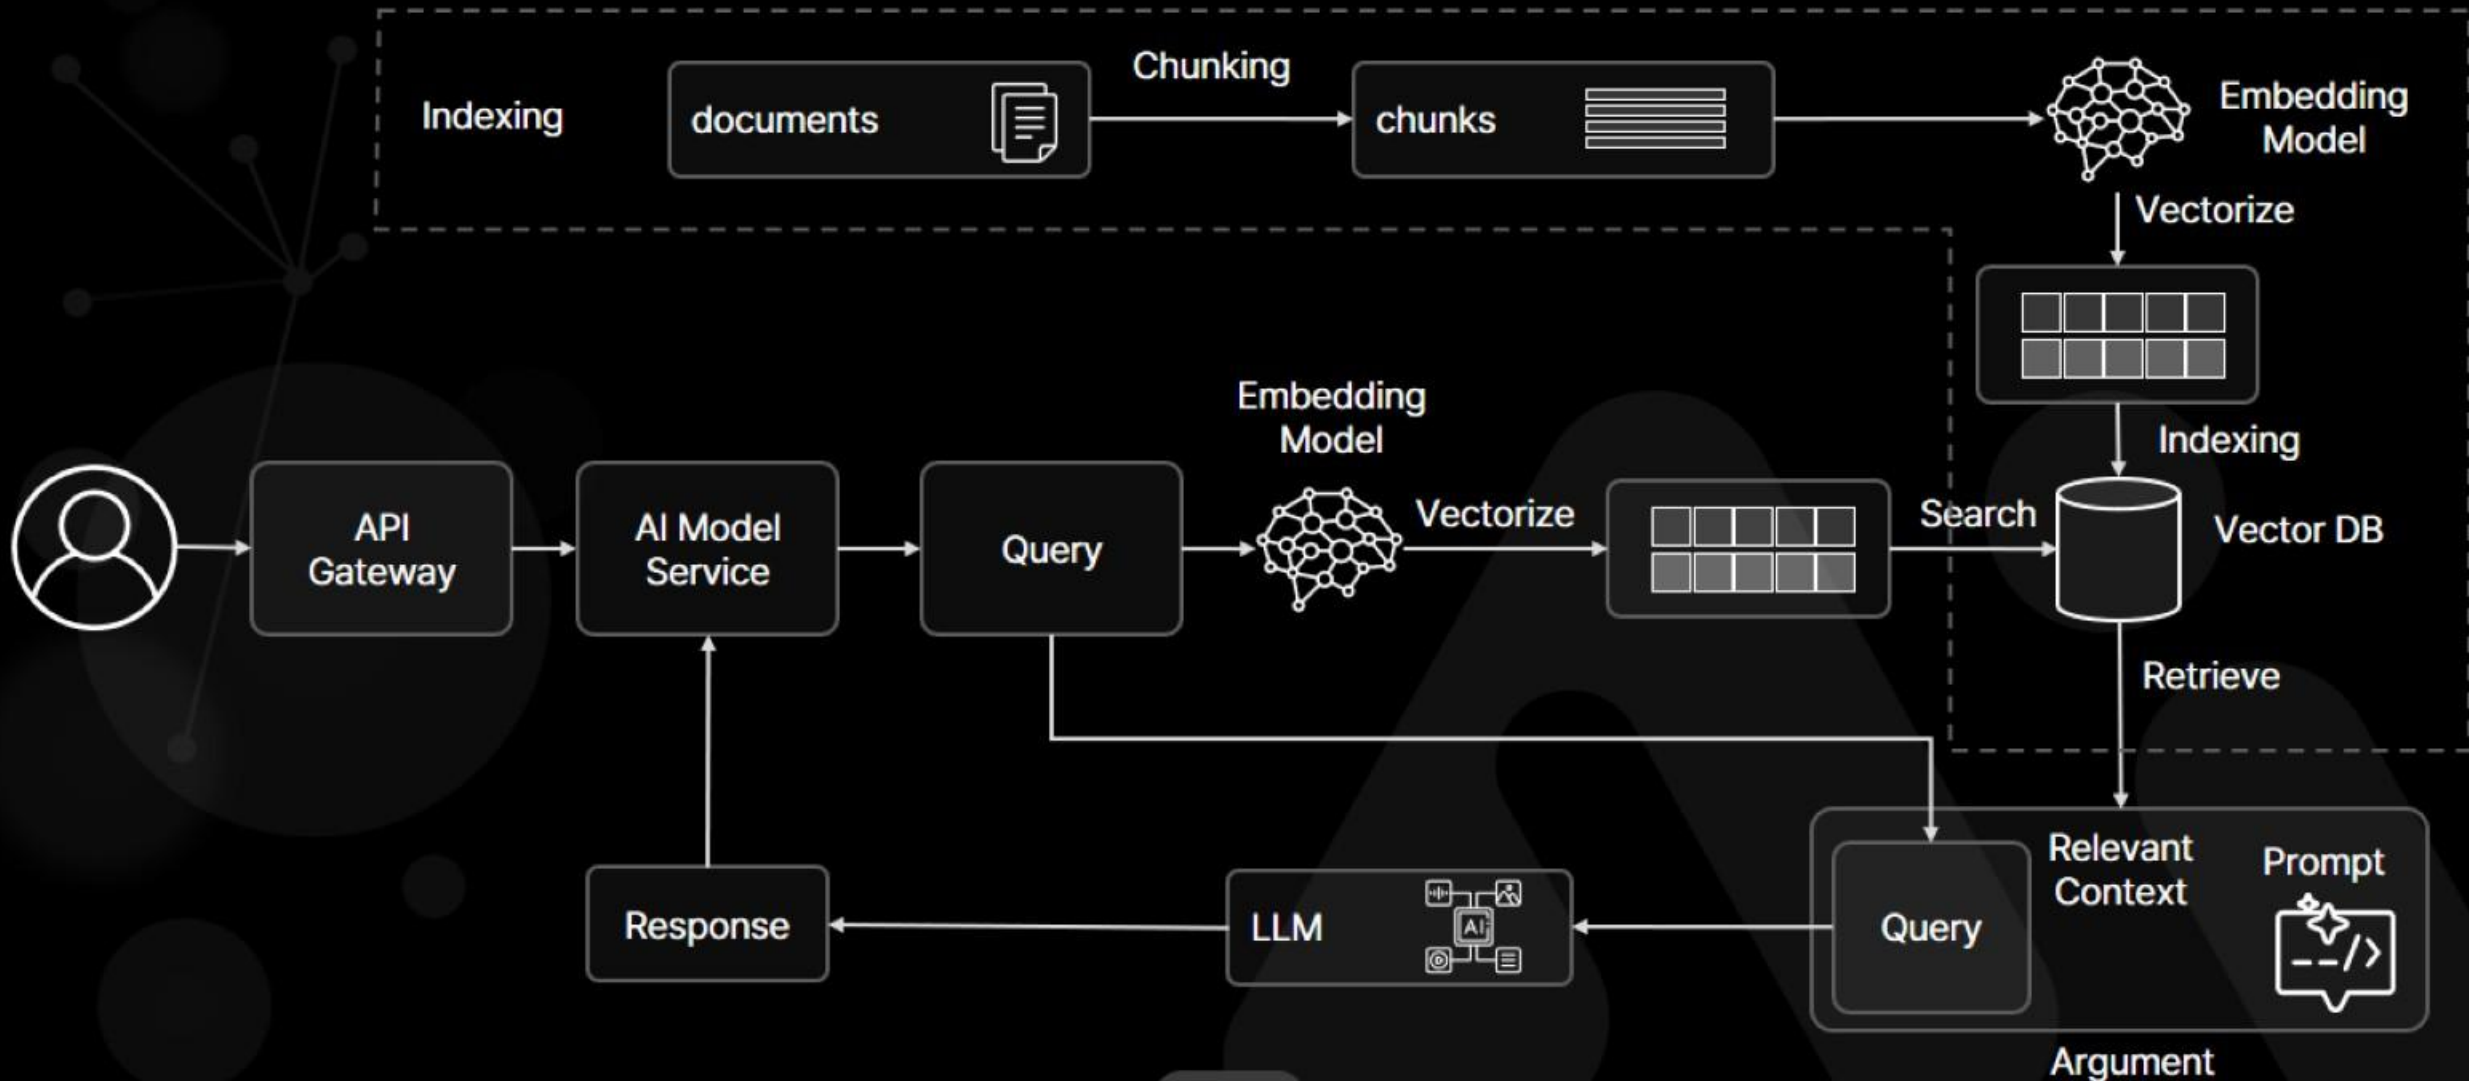 Indexing
documents
Chunking
chunks
Embedding
Model
Vectorize
Indexing
Vector DB
API
Gateway
AI Model
Service
Query
Embedding
Model
Vectorize
Search
Retrieve
Relevant
Context
Prompt
Query
Argument
LLM
AI
Response